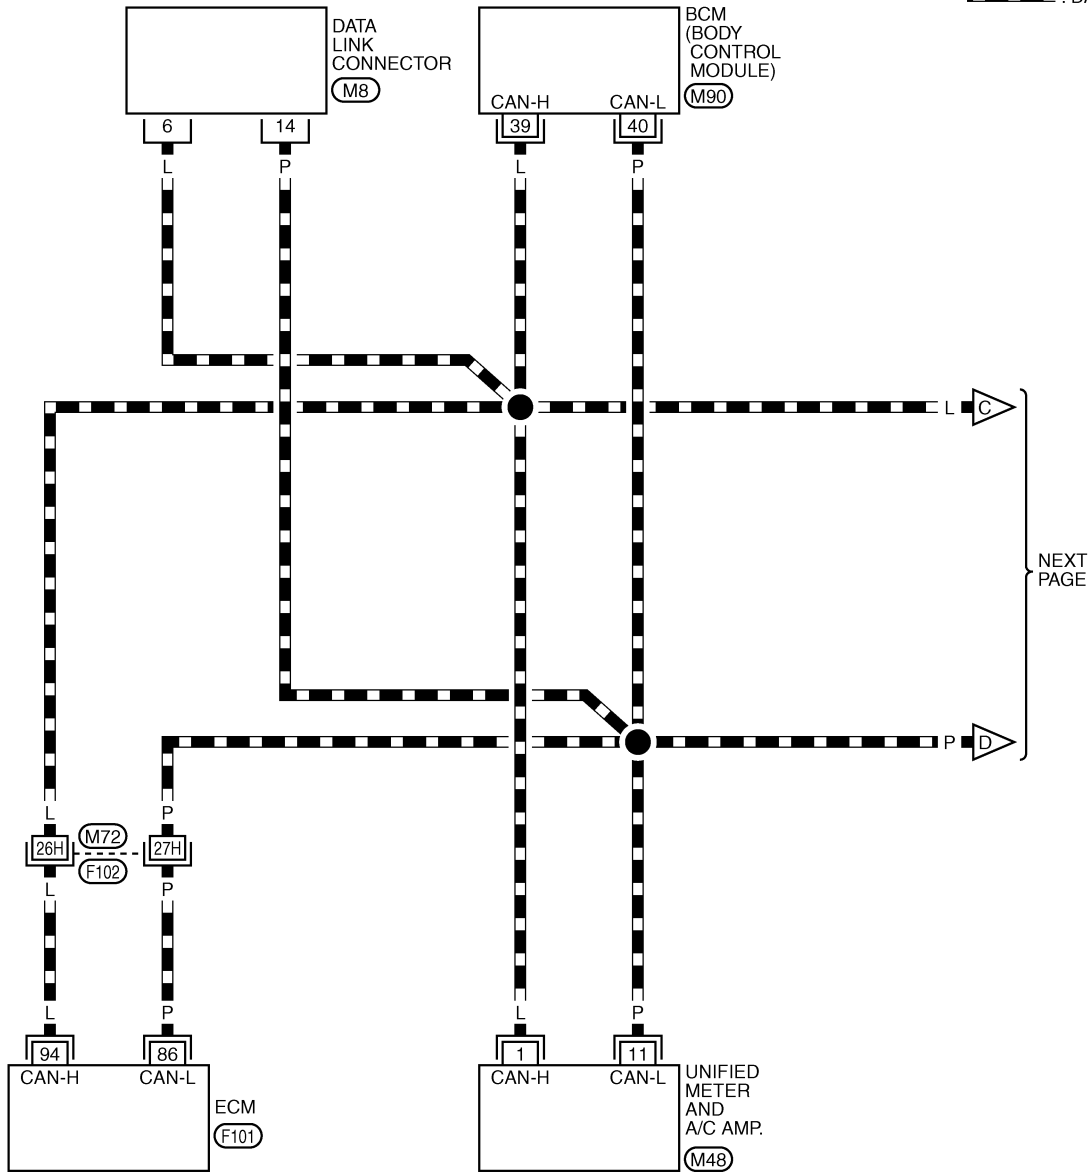 DATA
LINK
CONNECTOR
M8
BCM
(BODY
CONTROL
MODULE)
M90
CAN-H
CAN-L
6
14
39
40
L
P
L
P
L
C
NEXT
PAGE
P
D
L
P
26H
M72
F102
27H
L
P
L
P
L
P
94
86
1
11
CAN-H
CAN-L
CAN-H
CAN-L
ECM
F101
UNIFIED
METER
AND
A/C AMP.
M48